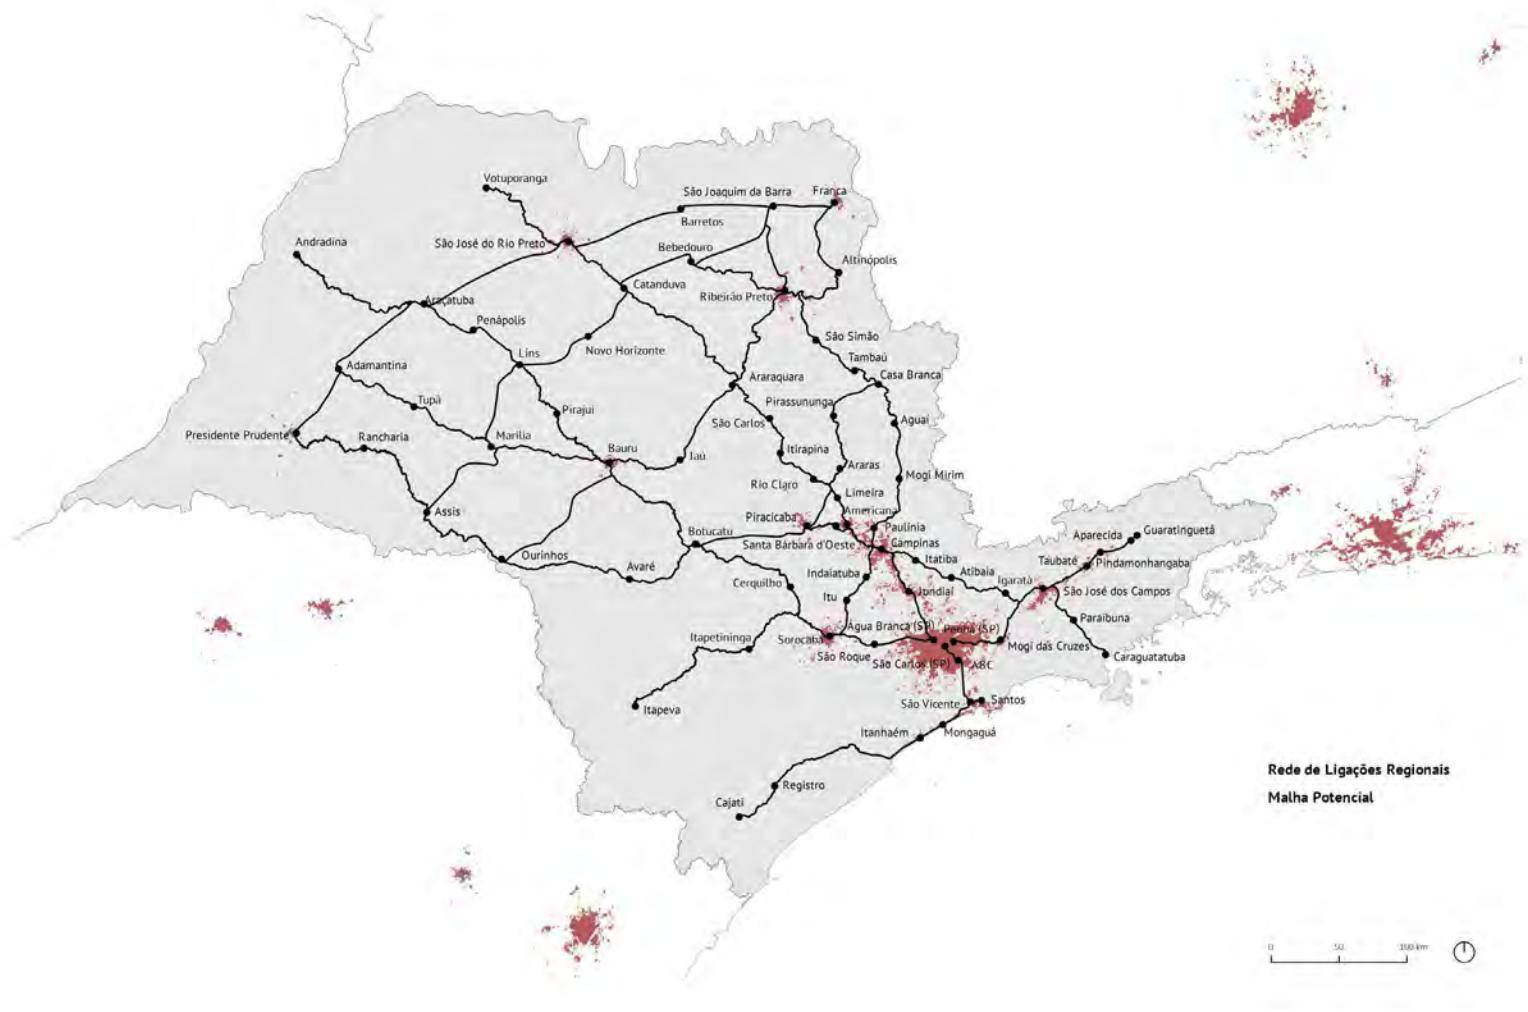 Votuporanga
São Joaquim da Barra
Franca
Barretos
Andradina
São José do Rio Preto
Bebedouro
Altinópolis
Catanduva
Ribeirão Preto
Araçatuba
Penápolis
São Simão
Novo Horizonte
Lins
Tambaú
Adamantina
Araraquara
Casa Branca
Tupã
Pirassununga
Pirajuí
São Carlos
Aguaí
Presidente Prudente
Rancharia
Marília
Bauru
Jaú
Itirapina
Araras
Mogi Mirim
Rio Claro
Limeira
Assis
Americana
Piracicaba
Paulínia
Botucatu
Santa Bárbara d'Oeste
Campinas
Aparecida
Guaratinguetá
Ourinhos
Itatiba
Taubaté
Pindamonhangaba
Avaré
Cerquilho
Indaiatuba
Atibaia
Igaratá
Itu
Jundiaí
São José dos Campos
Paraibuna
Itapetininga
Sorocaba
Água Branca (SP)
Penha (SP)
São Roque
São Carlos (SP)
ABC
Mogi das Cruzes
Caraguatatuba
Itapeva
São Vicente
Santos
Itanhaém
Mongaguá
Registro
Cajati
Rede de Ligações Regionais
Malha Potencial
0 50 100 km